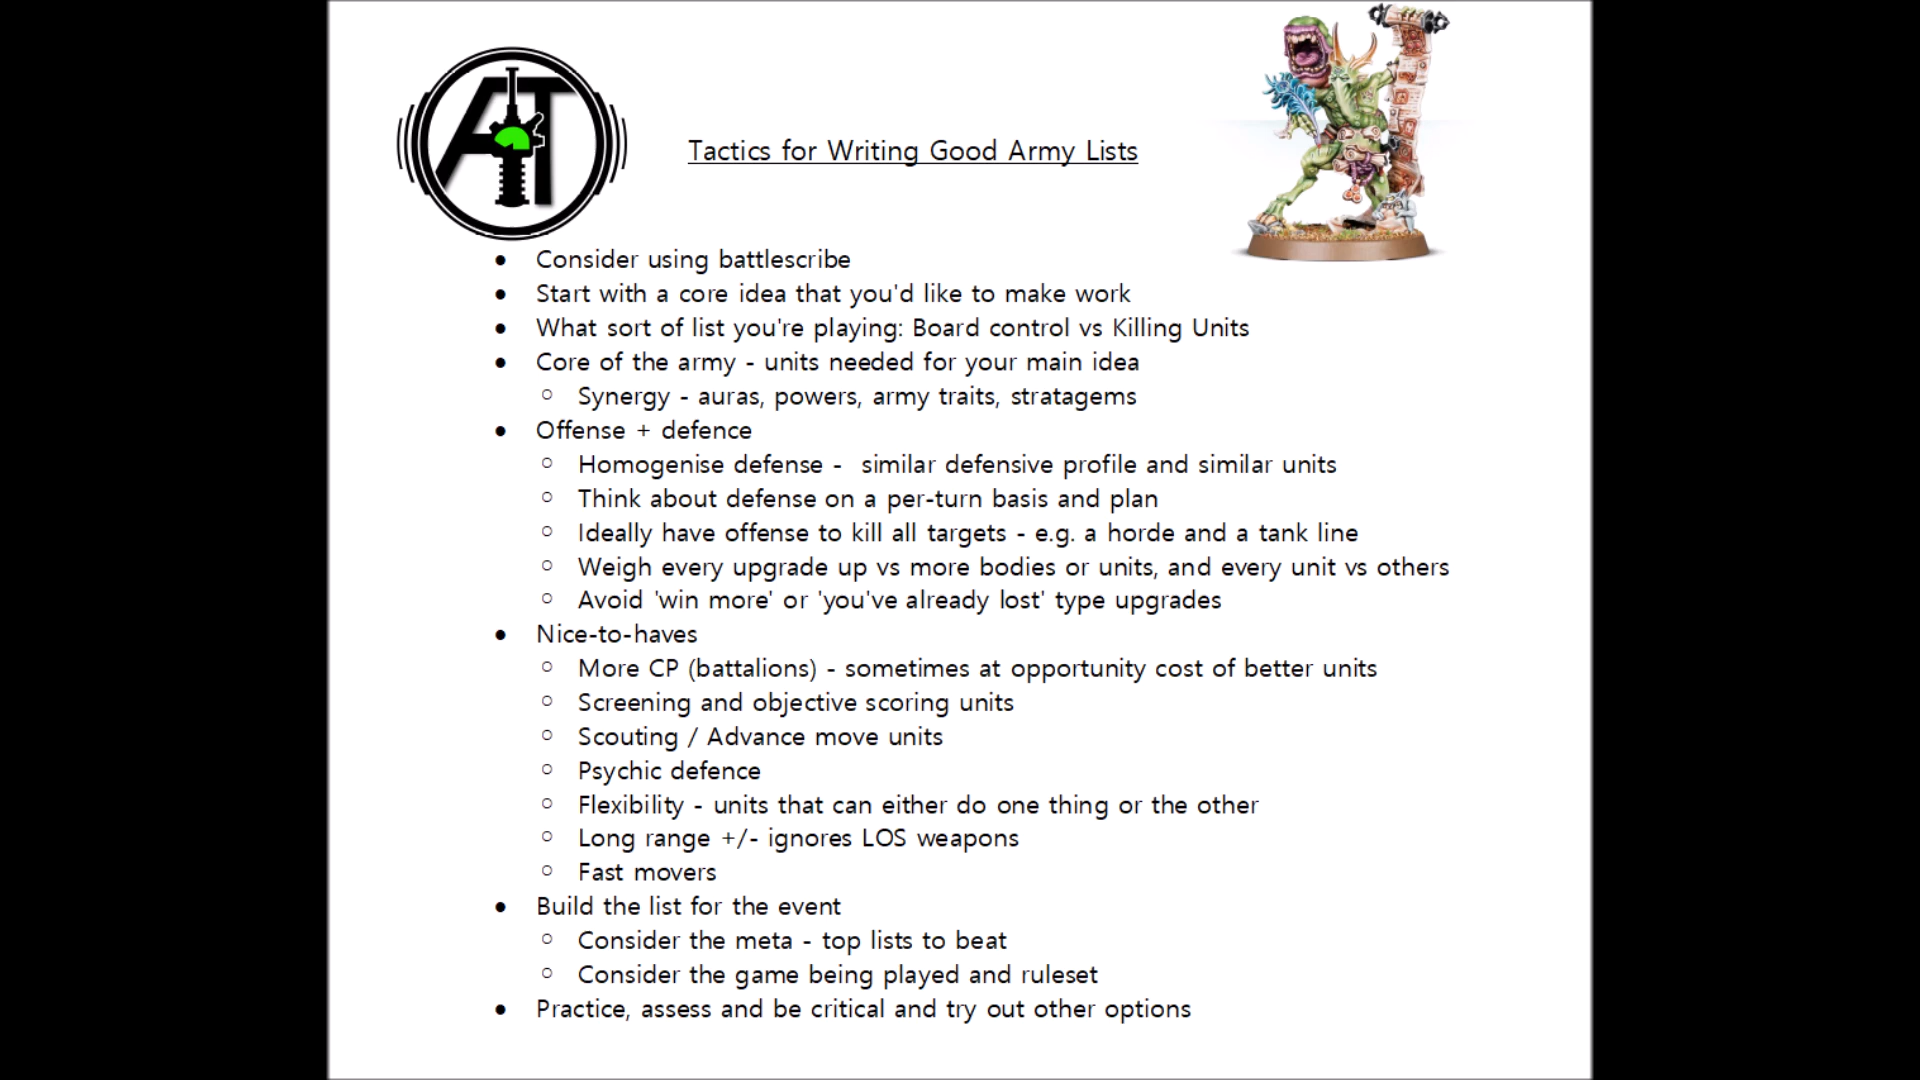 AT
Tactics for Writing Good Army Lists
● Consider using battlescribe
● Start with a core idea that you'd like to make work
● What sort of list you're playing: Board control vs Killing Units
● Core of the army - units needed for your main idea
○ Synergy - auras, powers, army traits, stratagems
● Offense + defence
○ Homogenise defense -  similar defensive profile and similar units
○ Think about defense on a per-turn basis and plan
○ Ideally have offense to kill all targets - e.g. a horde and a tank line
○ Weigh every upgrade up vs more bodies or units, and every unit vs others
○ Avoid 'win more' or 'you've already lost' type upgrades
● Nice-to-haves
○ More CP (battalions) - sometimes at opportunity cost of better units
○ Screening and objective scoring units
○ Scouting / Advance move units
○ Psychic defence
○ Flexibility - units that can either do one thing or the other
○ Long range +/- ignores LOS weapons
○ Fast movers
● Build the list for the event
○ Consider the meta - top lists to beat
○ Consider the game being played and ruleset
● Practice, assess and be critical and try out other options